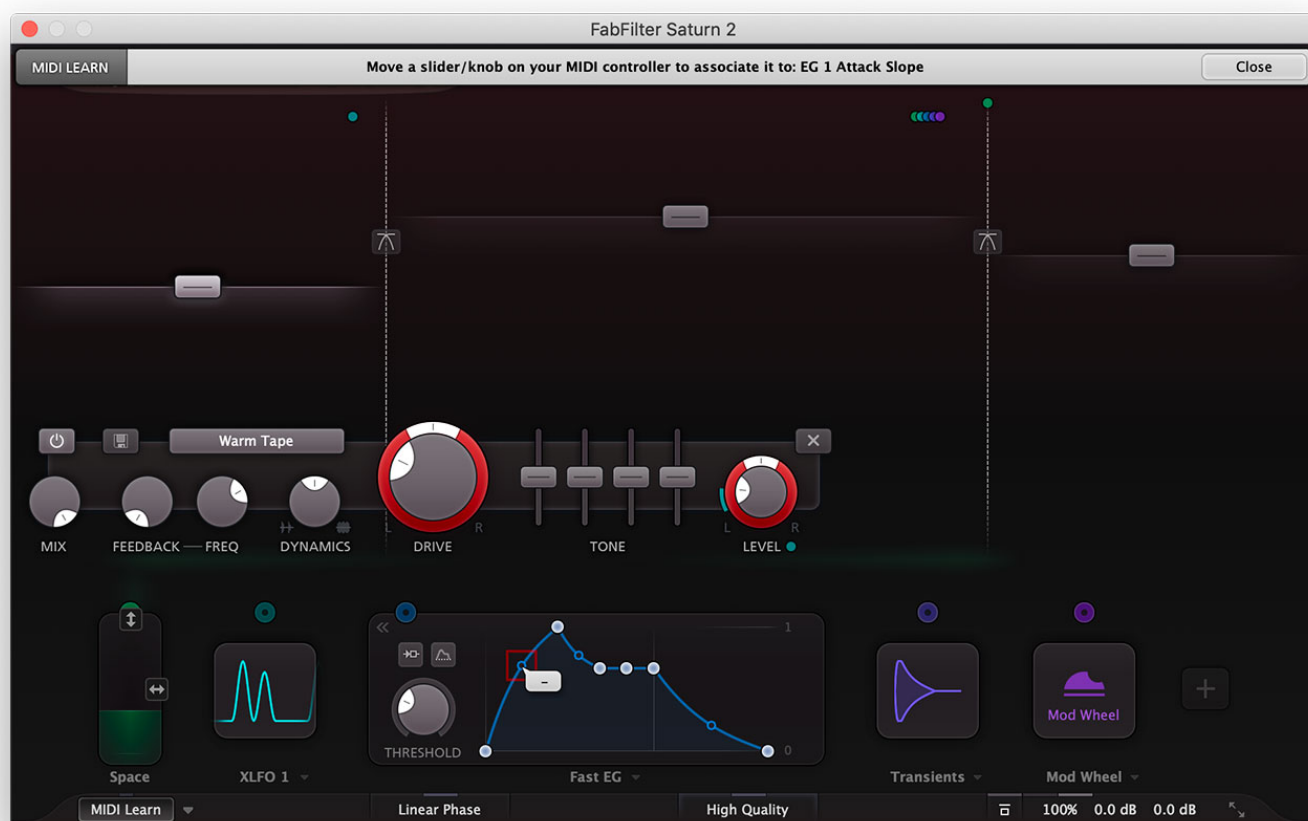 FabFilter Saturn 2
MIDI LEARN
Move a slider/knob on your MIDI controller to associate it to: EG 1 Attack Slope
Close
Warm Tape
L R
L R
MIX
FEEDBACK
FREQ
DYNAMICS
DRIVE
TONE
LEVEL
1
-
Mod Wheel
THRESHOLD
0
Space
XLFO 1
Fast EG
Transients
Mod Wheel
MIDI Learn
Linear Phase
High Quality
100%
0.0 dB
0.0 dB